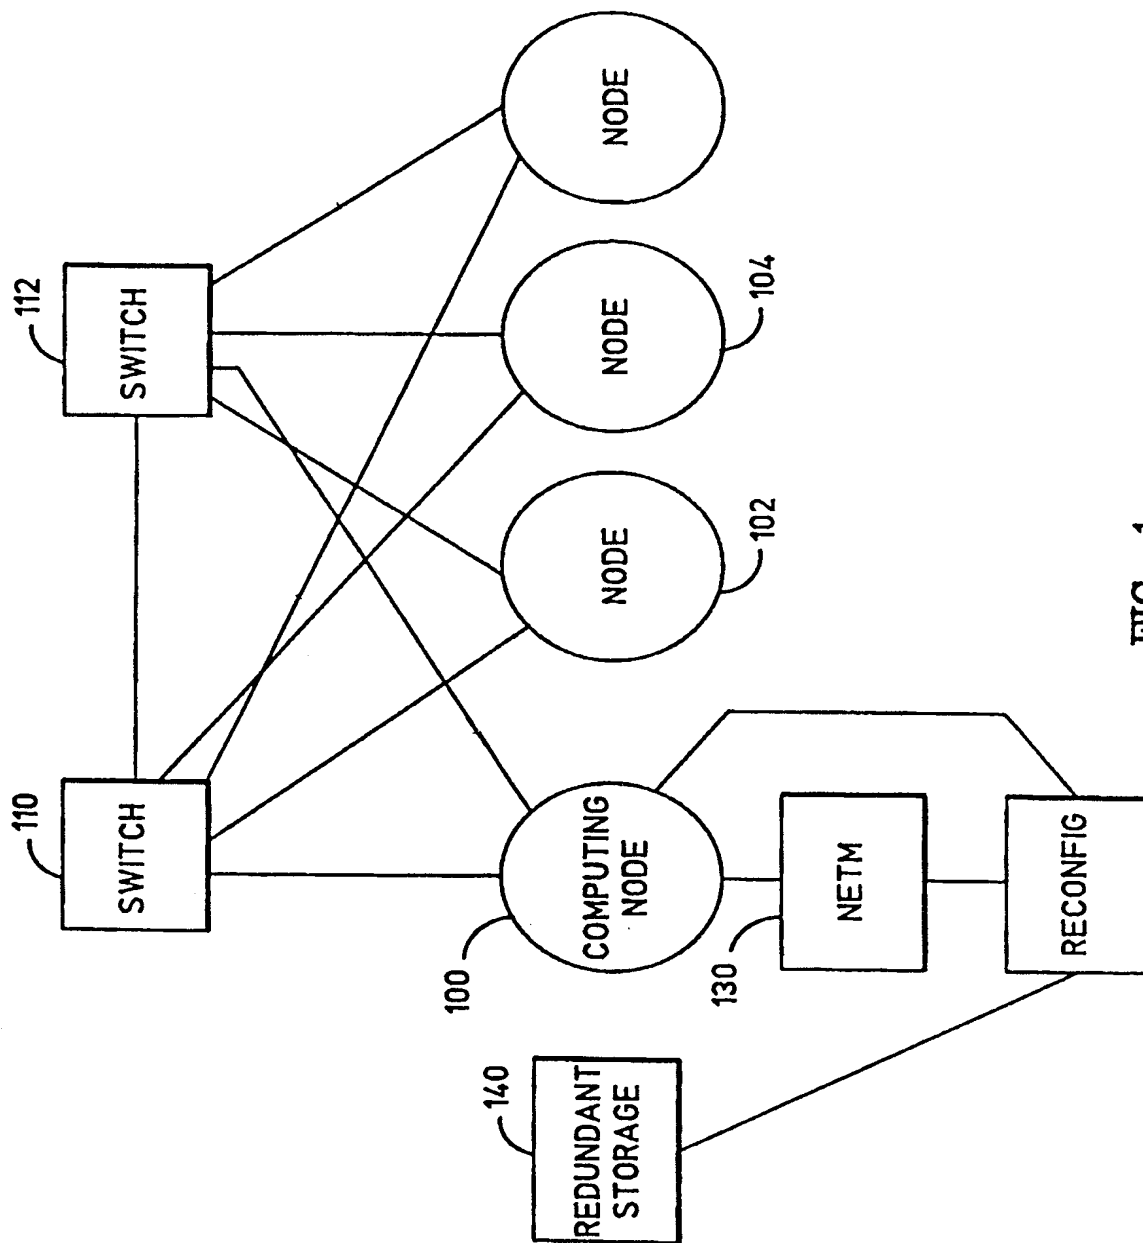 112
SWITCH
110
SWITCH
NODE
NODE
104
NODE
102
COMPUTING
NODE
100
NETM
130
RECONFIG
REDUNDANT
STORAGE
140